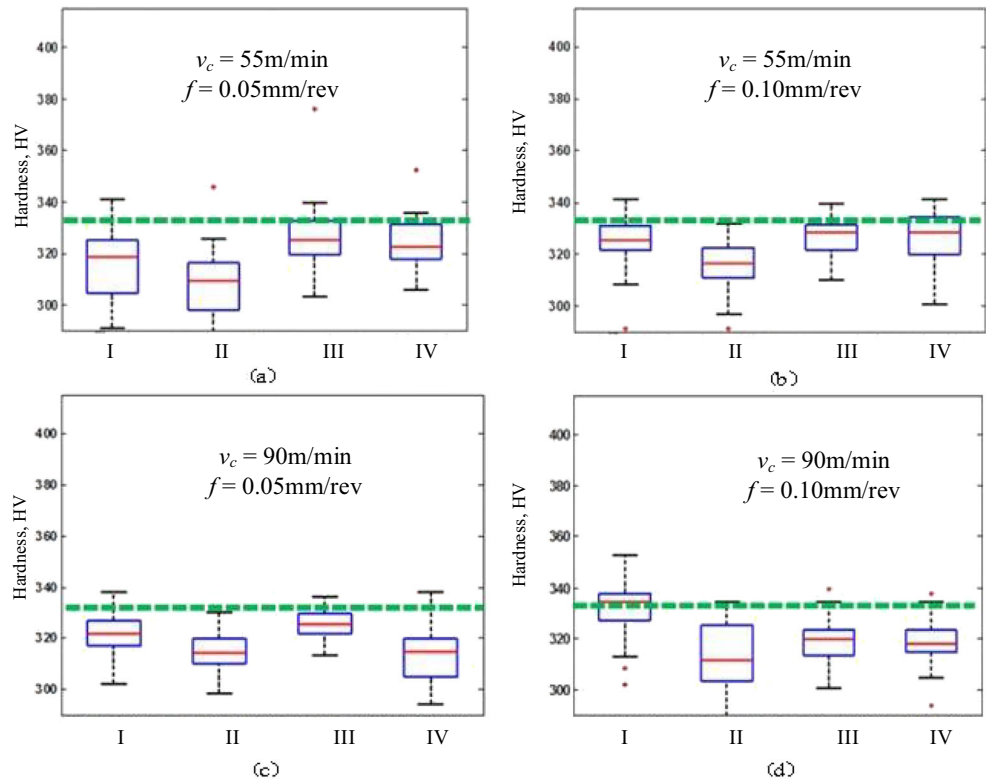 400
380
360
340
320
300
Hardness, HV
v_c = 55m/min
f = 0.05mm/rev
I II III IV
(a)
400
380
360
340
320
300
Hardness, HV
v_c = 55m/min
f = 0.10mm/rev
I II III IV
(b)
400
380
360
340
320
300
Hardness, HV
v_c = 90m/min
f = 0.05mm/rev
I II III IV
(c)
400
380
360
340
320
300
Hardness, HV
v_c = 90m/min
f = 0.10mm/rev
I II III IV
(d)